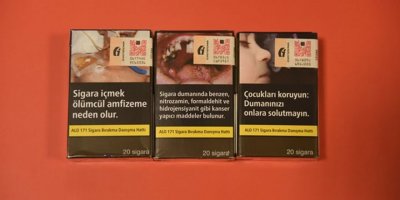 Sigara içmek
ölümcül amfizeme
neden olur.
ALO 171 Sigara Bırakma Danışma Hattı
20 sigara
Sigara dumanında benzen,
nitrozamin, formaldehit ve
hidrojensiyanit gibi kanser
yapıcı maddeler bulunur.
ALO 171 Sigara Bırakma Danışma Hattı
20 sigara
Çocukları koruyun:
Dumanınızı
onlara solutmayın.
ALO 171 Sigara Bırakma Danışma Hattı
20 sigara